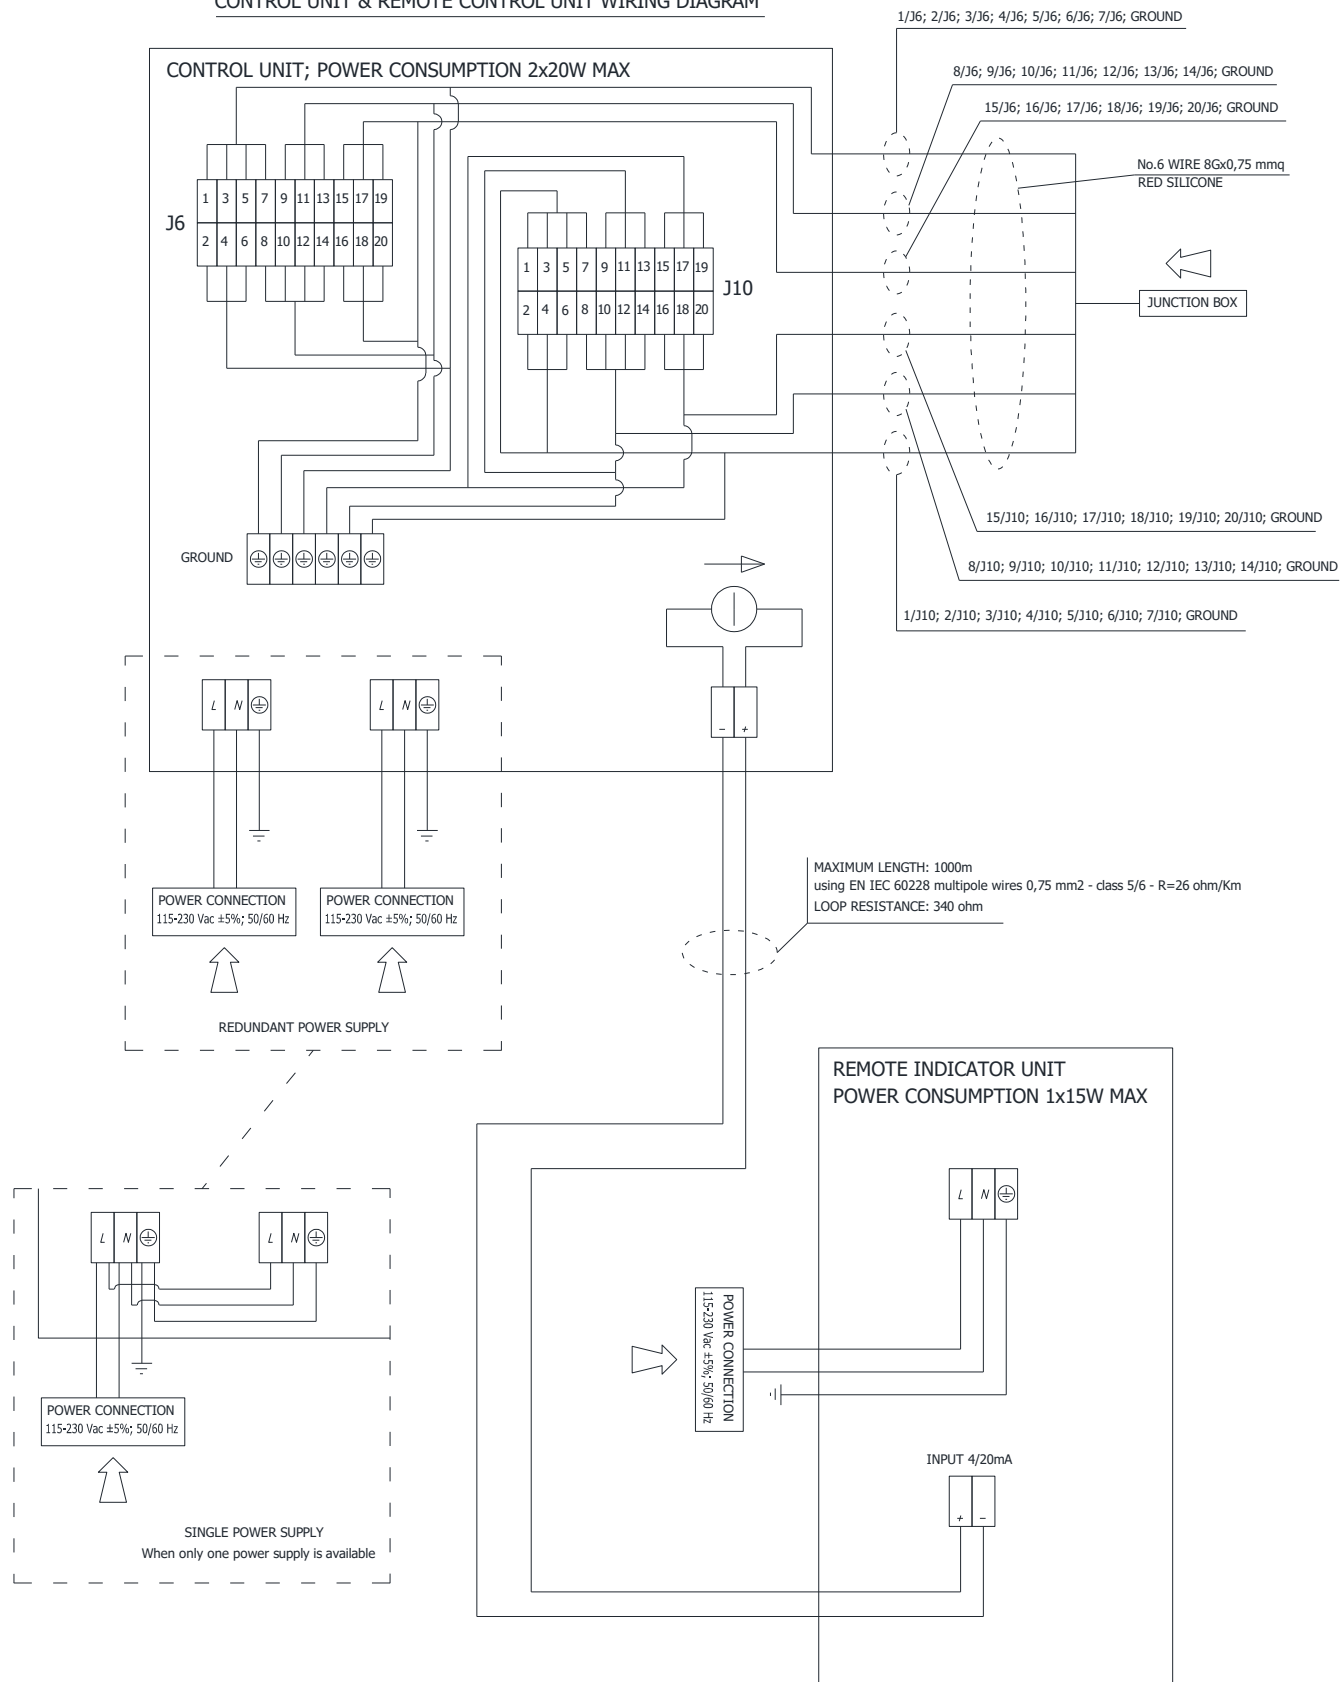 CONTROL UNIT & REMOTE CONTROL UNIT WIRING DIAGRAM
1/J6; 2/J6; 3/J6; 4/J6; 5/J6; 6/J6; 7/J6; GROUND
CONTROL UNIT; POWER CONSUMPTION 2x20W MAX
8/J6; 9/J6; 10/J6; 11/J6; 12/J6; 13/J6; 14/J6; GROUND
15/J6; 16/J6; 17/J6; 18/J6; 19/J6; 20/J6; GROUND
No.6 WIRE 8Gx0,75 mmq
RED SILICONE
J6
1 3 5 7 9 11 13 15 17 19
2 4 6 8 10 12 14 16 18 20
J10
1 3 5 7 9 11 13 15 17 19
2 4 6 8 10 12 14 16 18 20
JUNCTION BOX
15/J10; 16/J10; 17/J10; 18/J10; 19/J10; 20/J10; GROUND
GROUND
8/J10; 9/J10; 10/J10; 11/J10; 12/J10; 13/J10; 14/J10; GROUND
1/J10; 2/J10; 3/J10; 4/J10; 5/J10; 6/J10; 7/J10; GROUND
L N
L N
- +
POWER CONNECTION
115-230 Vac ±5%; 50/60 Hz
POWER CONNECTION
115-230 Vac ±5%; 50/60 Hz
MAXIMUM LENGTH: 1000m
using EN IEC 60228 multipole wires 0,75 mm2 - class 5/6 - R=26 ohm/Km
LOOP RESISTANCE: 340 ohm
REDUNDANT POWER SUPPLY
REMOTE INDICATOR UNIT
POWER CONSUMPTION 1x15W MAX
L N
L N
L N
POWER CONNECTION
115-230 Vac ±5%; 50/60 Hz
POWER CONNECTION
115-230 Vac ±5%; 50/60 Hz
INPUT 4/20mA
+ -
SINGLE POWER SUPPLY
When only one power supply is available